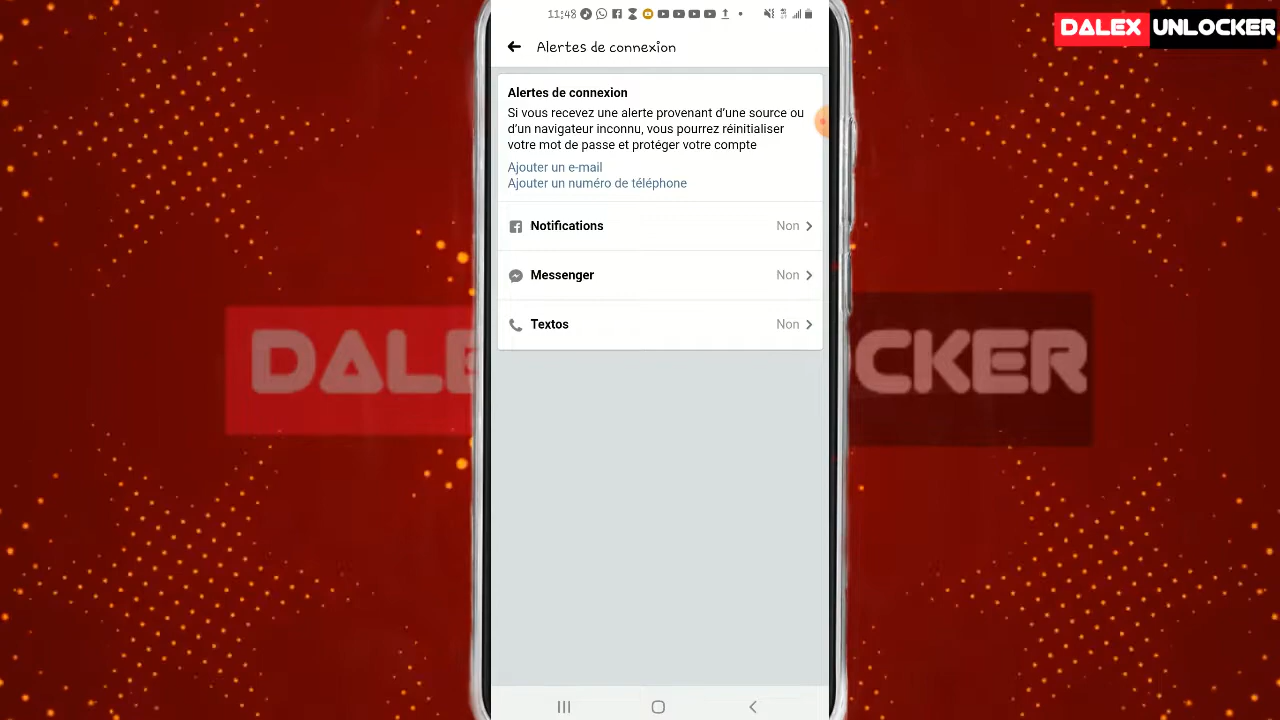 DALEX UNLOCKER
11:48
Alertes de connexion
Alertes de connexion
Si vous recevez une alerte provenant d’une source ou
d’un navigateur inconnu, vous pourrez réinitialiser
votre mot de passe et protéger votre compte
Ajouter un e-mail
Ajouter un numéro de téléphone
Notifications Non
Messenger Non
Textos Non
DALE CKER